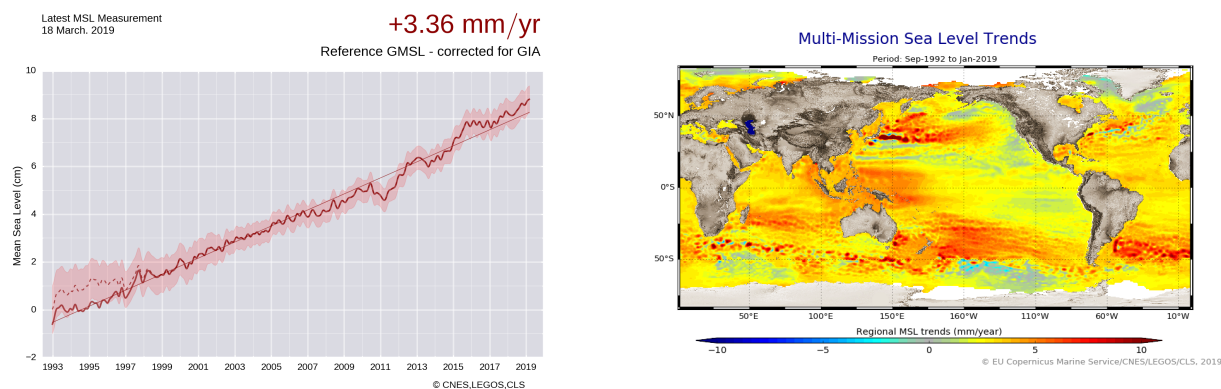 Latest MSL Measurement
18 March. 2019
+3.36 mm/yr
Reference GMSL - corrected for GIA
Mean Sea Level (cm)
10
8
6
4
2
0
−2
1993 1995 1997 1999 2001 2003 2005 2007 2009 2011 2013 2015 2017 2019
© CNES,LEGOS,CLS
Multi-Mission Sea Level Trends
Period: Sep-1992 to Jan-2019
50°N
0°S
50°S
50°E 100°E 150°E 160°W 110°W 60°W 10°W
Regional MSL trends (mm/year)
−10 −5 0 5 10
© EU Copernicus Marine Service/CNES/LEGOS/CLS, 2019